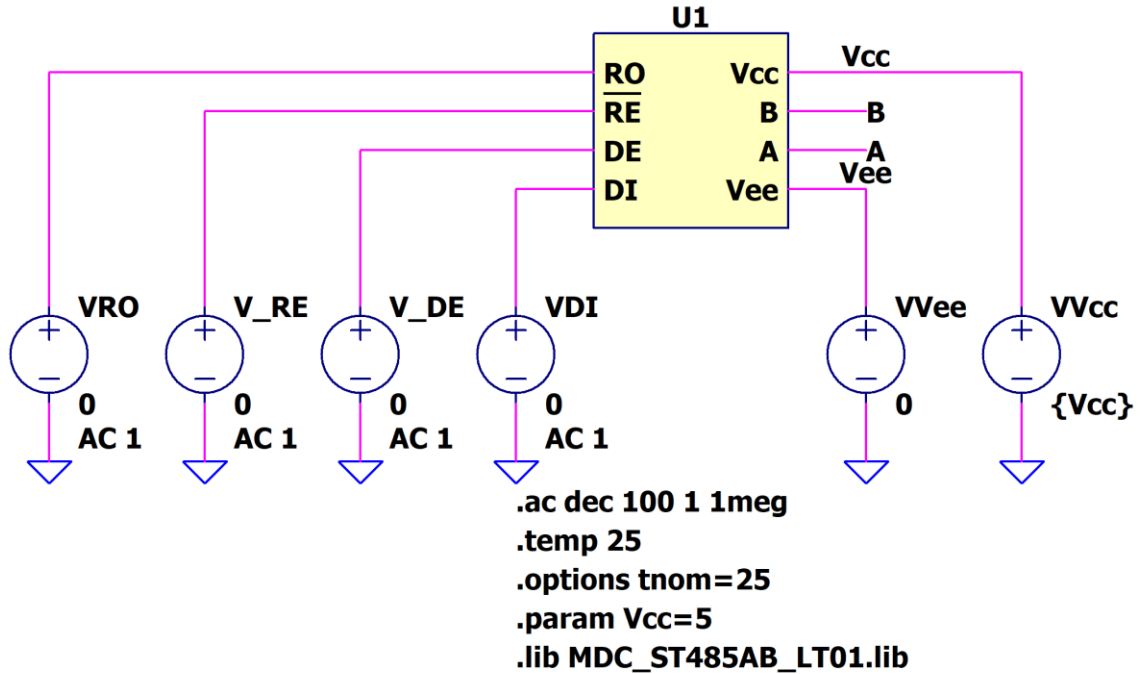 U1
RO
Vcc
Vcc
RE
B
B
DE
A
A
DI
Vee
Vee
VRO
V_RE
V_DE
VDI
VVee
VVcc
0
0
0
0
0
{Vcc}
AC 1
AC 1
AC 1
AC 1
.ac dec 100 1 1meg
.temp 25
.options tnom=25
.param Vcc=5
.lib MDC_ST485AB_LT01.lib